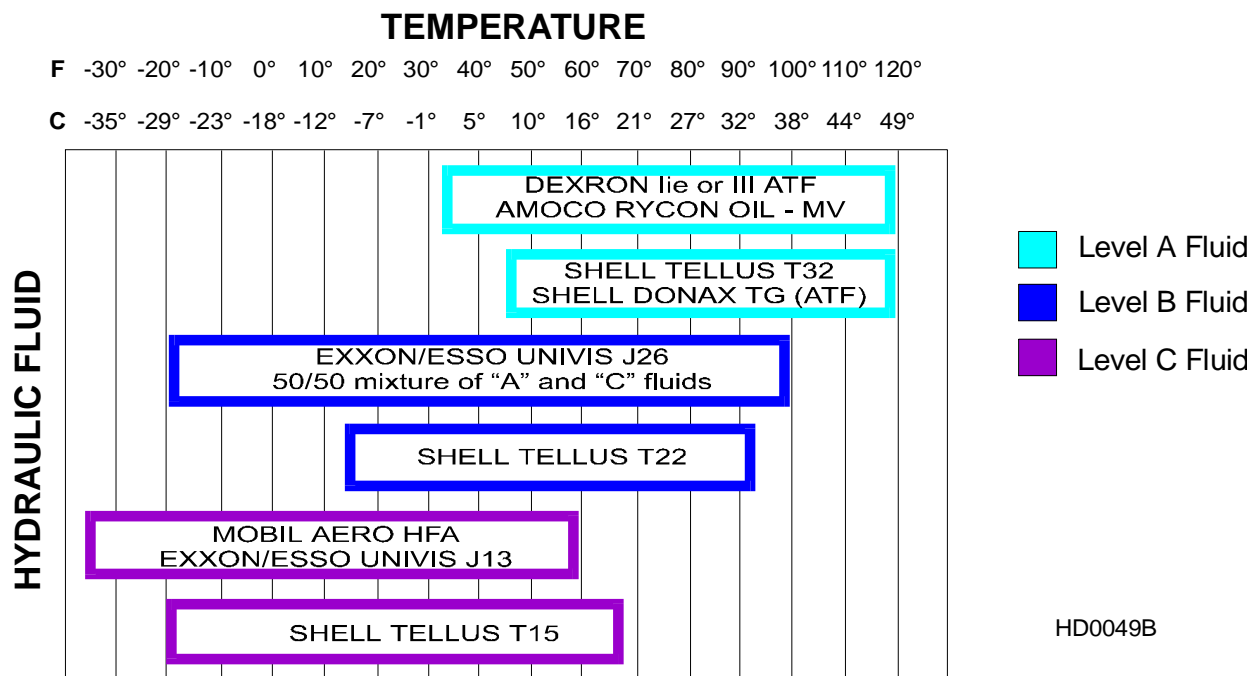 TEMPERATURE
F -30° -20° -10° 0° 10° 20° 30° 40° 50° 60° 70° 80° 90° 100° 110° 120°
C -35° -29° -23° -18° -12° -7° -1° 5° 10° 16° 21° 27° 32° 38° 44° 49°
HYDRAULIC FLUID
DEXRON Iie or III ATF
AMOCO RYCON OIL - MV
SHELL TELLUS T32
SHELL DONAX TG (ATF)
EXXON/ESSO UNIVIS J26
50/50 mixture of “A” and “C” fluids
SHELL TELLUS T22
MOBIL AERO HFA
EXXON/ESSO UNIVIS J13
SHELL TELLUS T15
Level A Fluid
Level B Fluid
Level C Fluid
HD0049B